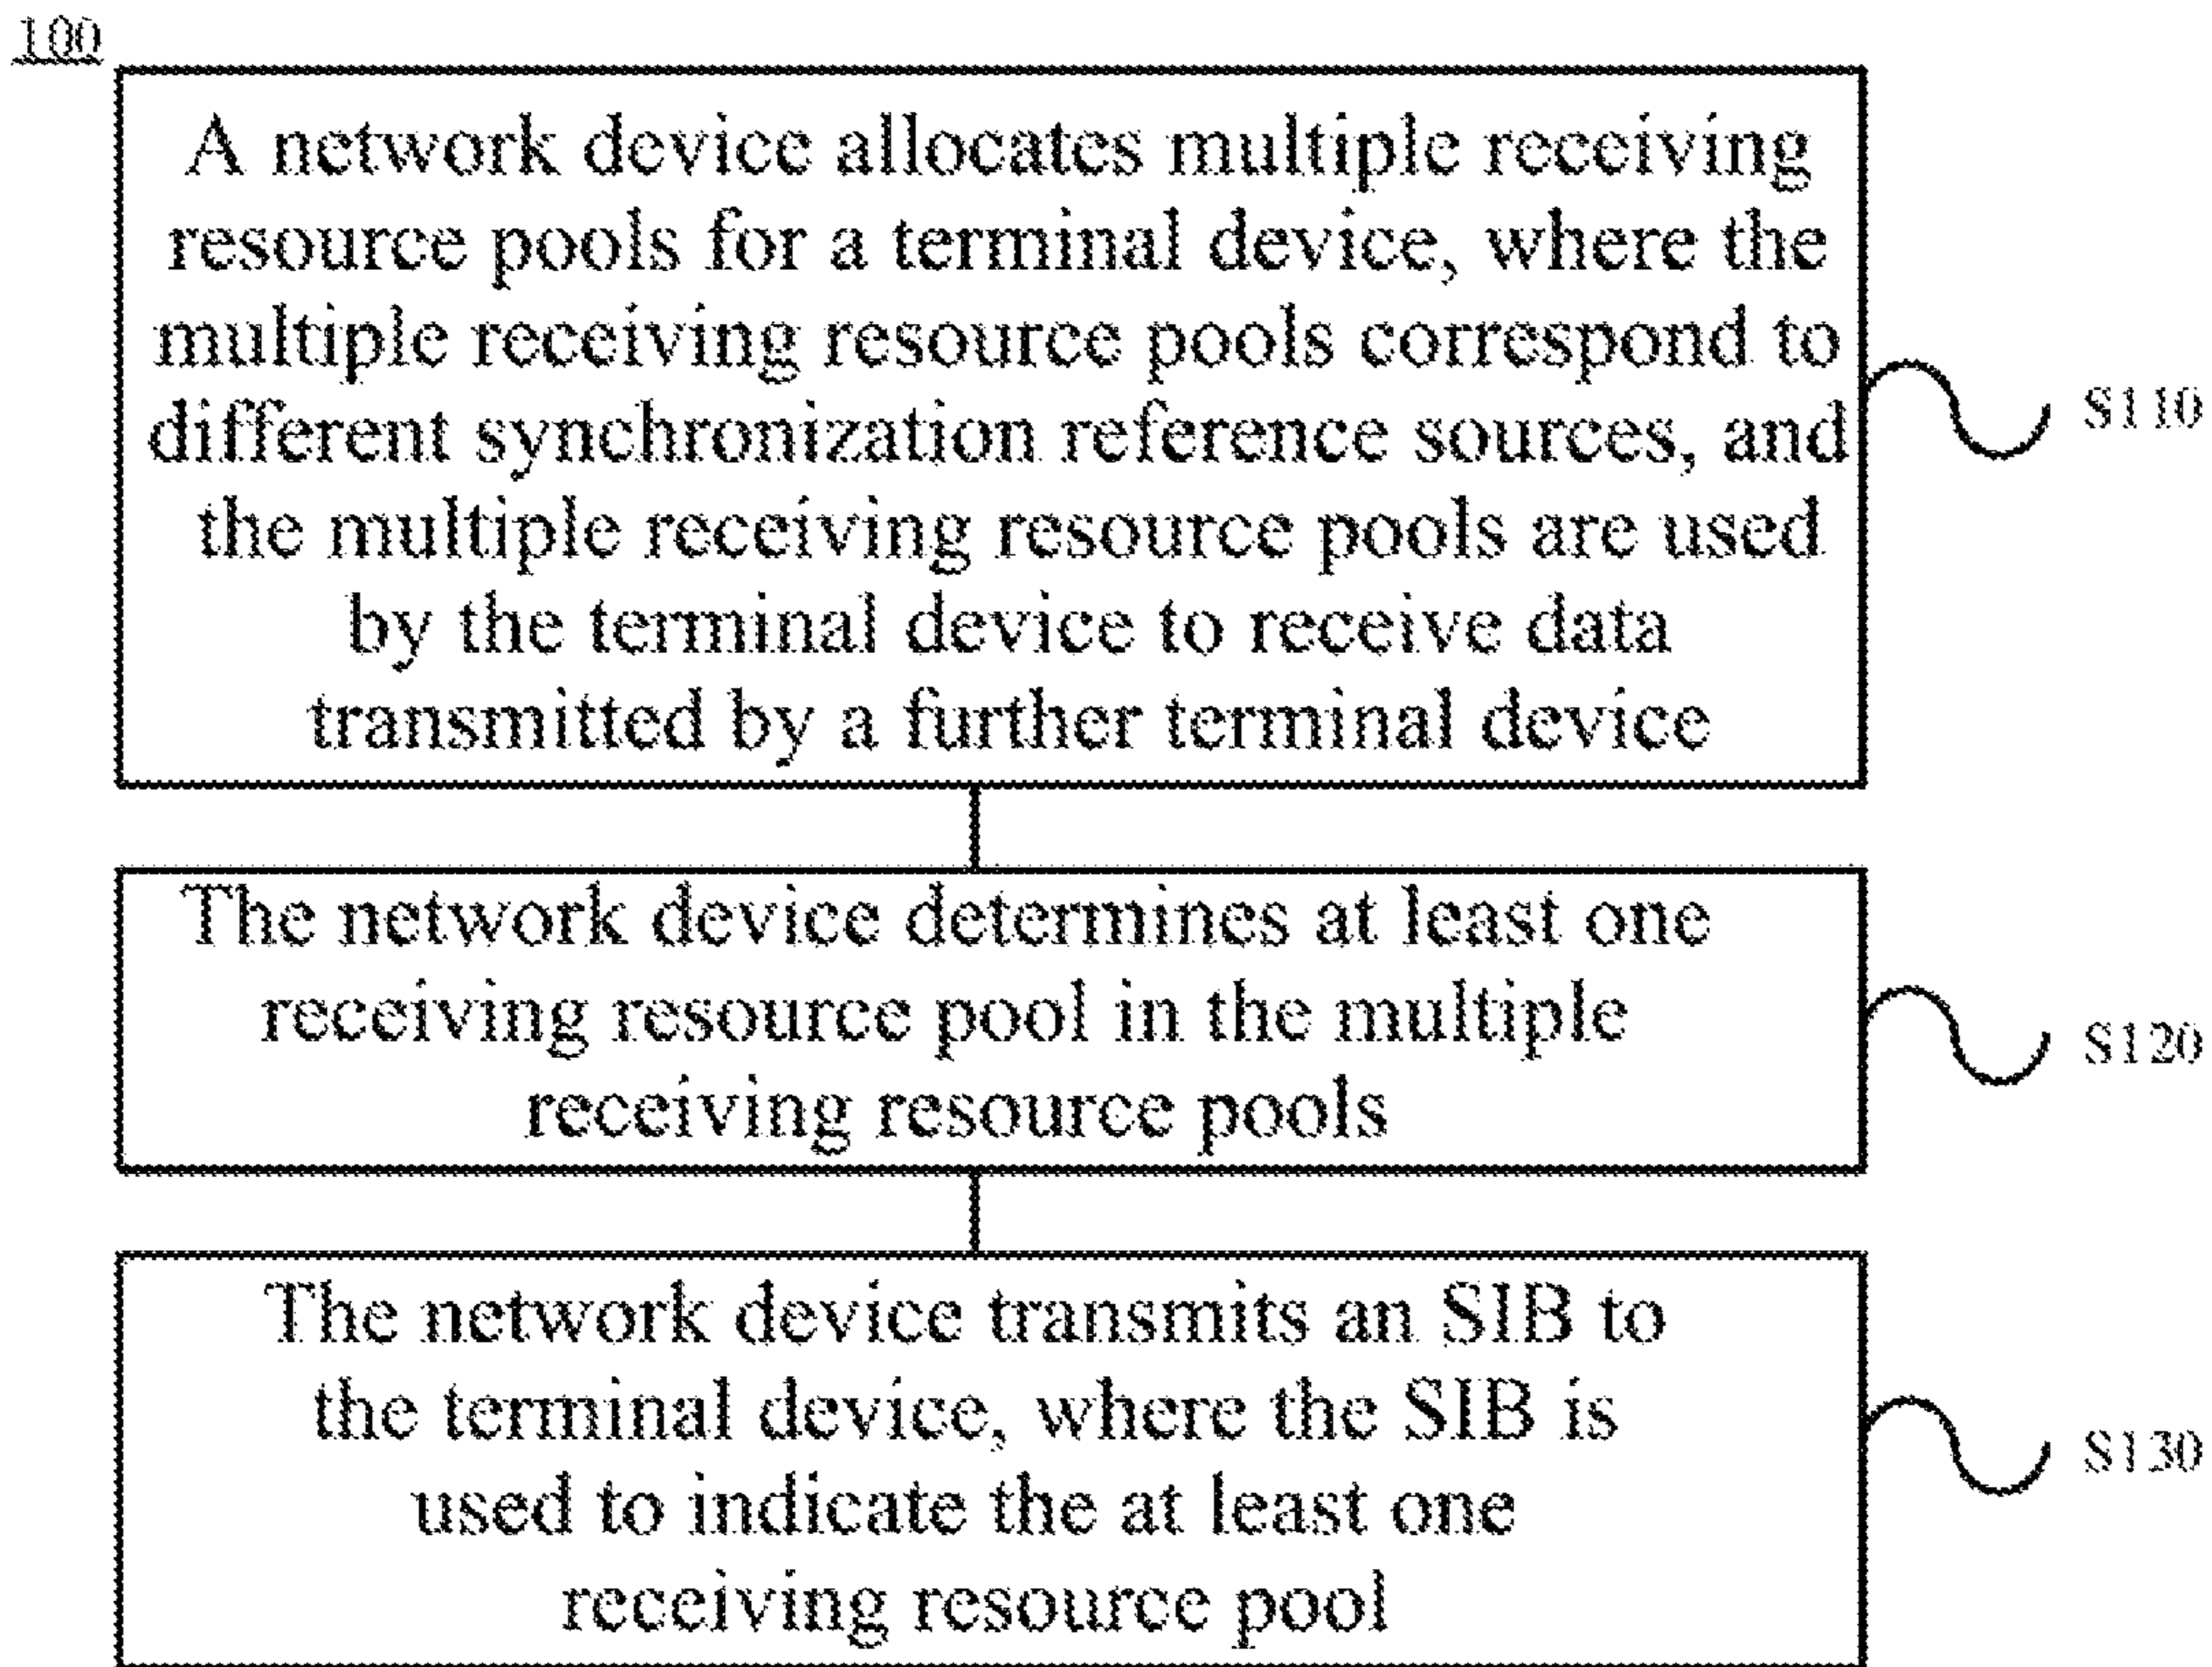 100
A network device allocates multiple receiving
resource pools for a terminal device, where the
multiple receiving resource pools correspond to
different synchronization reference sources, and
the multiple receiving resource pools are used
by the terminal device to receive data
transmitted by a further terminal device
S110
The network device determines at least one
receiving resource pool in the multiple
receiving resource pools
S120
The network device transmits an SIB to
the terminal device, where the SIB is
used to indicate the at least one
receiving resource pool
S130